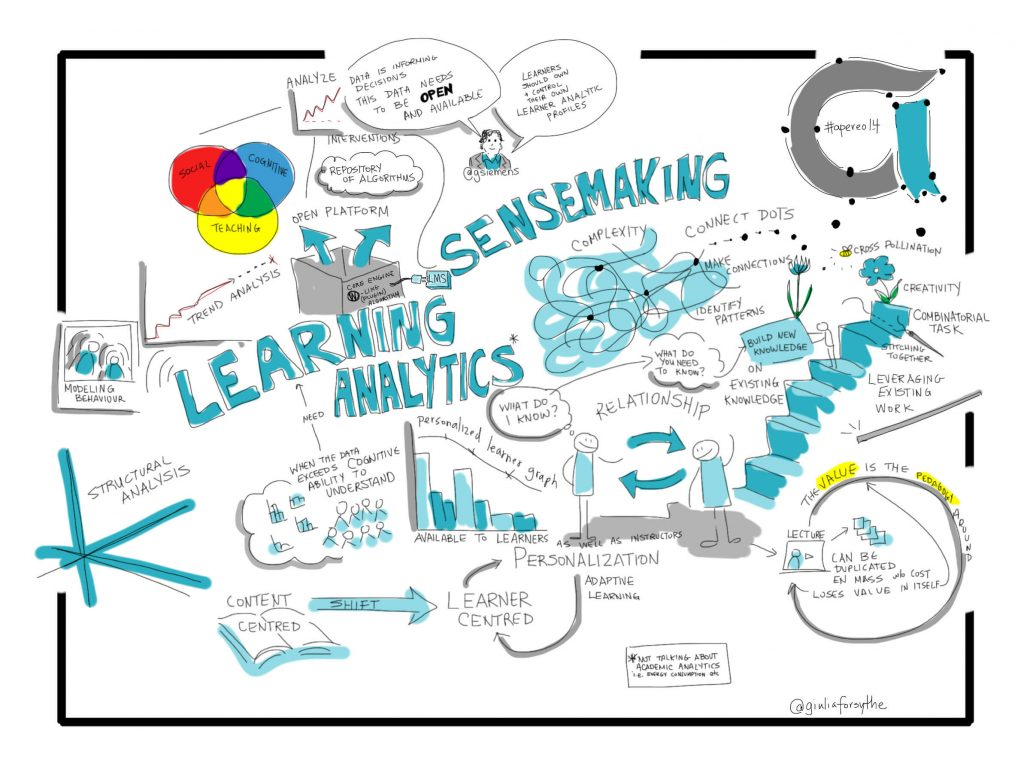 ANALYZE
DATA IS INFORMING
DECISIONS
THIS DATA NEEDS
TO BE OPEN
AND AVAILABLE
LEARNERS
SHOULD OWN
+ CONTROL
THEIR OWN
LEARNER ANALYTIC
PROFILES
#apereo14
INTERVENTIONS
REPOSITORY
OF ALGORITHMS
@gsiemens
SOCIAL
COGNITIVE
TEACHING
OPEN PLATFORM
CORE ENGINE
W-LIKE
(PLUGIN)
ALGORITHM
LMS
TREND ANALYSIS
SENSEMAKING
LEARNING
ANALYTICS*
MODELING
BEHAVIOUR
COMPLEXITY
CONNECT DOTS
MAKE
CONNECTIONS
IDENTIFY
PATTERNS
CROSS POLLINATION
CREATIVITY
COMBINATORIAL
TASK
STITCHING
TOGETHER
LEVERAGING
EXISTING
WORK
BUILD NEW
KNOWLEDGE
ON
EXISTING
KNOWLEDGE
WHAT DO
YOU NEED
TO KNOW?
WHAT DO
I KNOW?
RELATIONSHIP
NEED
WHEN THE DATA
EXCEEDS COGNITIVE
ABILITY TO
UNDERSTAND
personalized learner graph
AVAILABLE TO LEARNERS
AS WELL AS INSTRUCTORS
PERSONALIZATION
ADAPTIVE
LEARNING
STRUCTURAL
ANALYSIS
CONTENT
CENTRED
SHIFT
LEARNER
CENTRED
THE VALUE IS THE PEDAGOGY AROUND
LECTURE
CAN BE
DUPLICATED
EN MASS w/o COST
LOSES VALUE IN ITSELF
*NOT TALKING ABOUT
ACADEMIC ANALYTICS
i.e. ENERGY CONSUMPTION etc
@giuliaforsythe